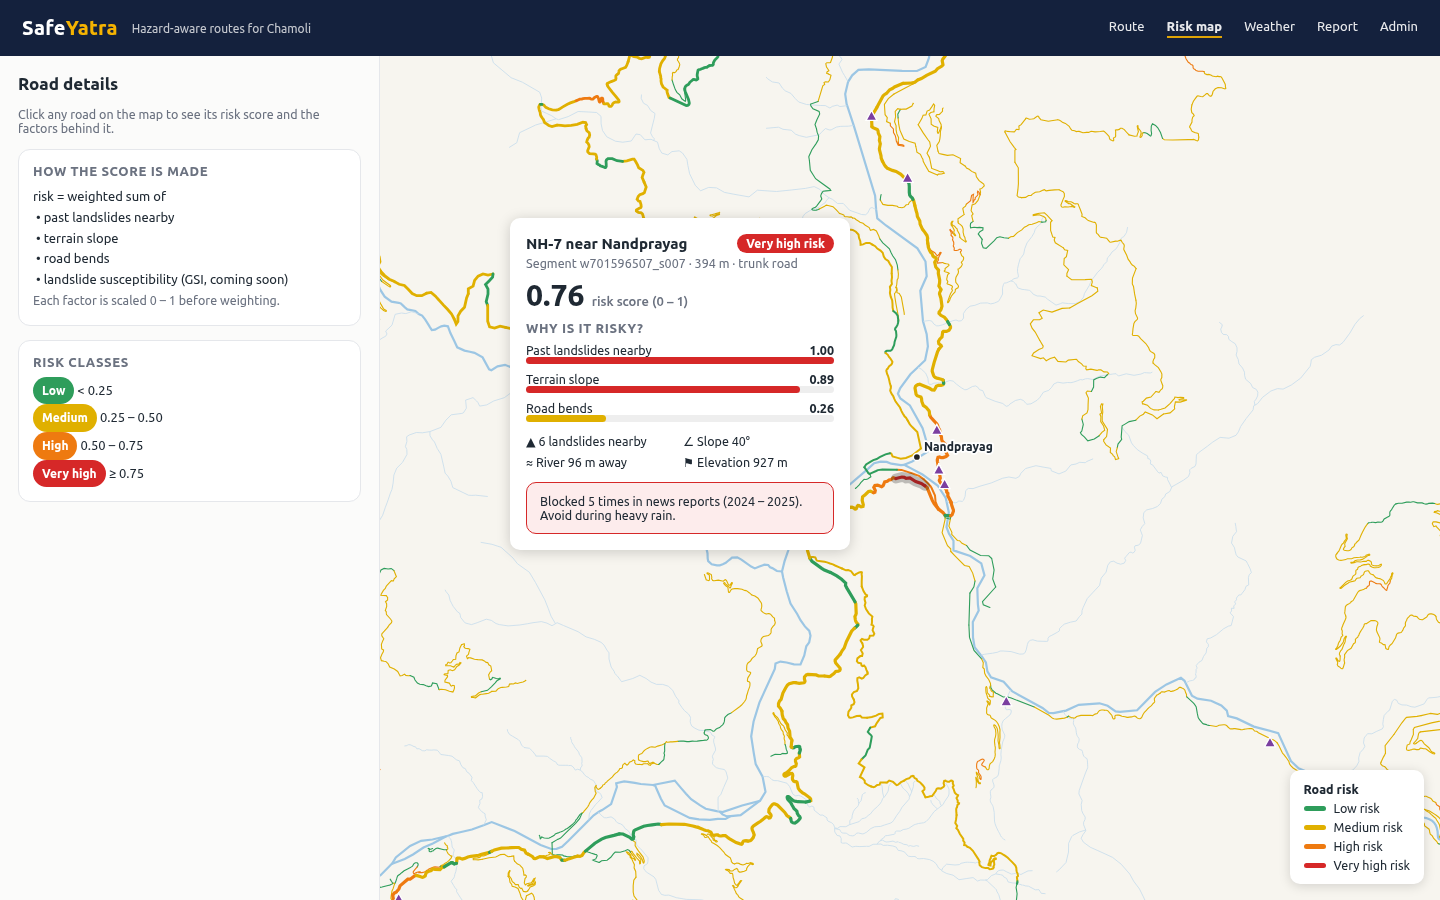 SafeYatra
Hazard-aware routes for Chamoli
Route
Risk map
Weather
Report
Admin
Road details
Click any road on the map to see its risk score and the
factors behind it.
HOW THE SCORE IS MADE
risk = weighted sum of
• past landslides nearby
• terrain slope
• road bends
• landslide susceptibility (GSI, coming soon)
Each factor is scaled 0 – 1 before weighting.
RISK CLASSES
Low < 0.25
Medium 0.25 – 0.50
High 0.50 – 0.75
Very high ≥ 0.75
NH-7 near Nandprayag
Very high risk
Segment w701596507_s007 · 394 m · trunk road
0.76 risk score (0 – 1)
WHY IS IT RISKY?
Past landslides nearby 1.00
Terrain slope 0.89
Road bends 0.26
▲ 6 landslides nearby
∠ Slope 40°
≈ River 96 m away
⚑ Elevation 927 m
Blocked 5 times in news reports (2024 – 2025).
Avoid during heavy rain.
Nandprayag
Road risk
Low risk
Medium risk
High risk
Very high risk